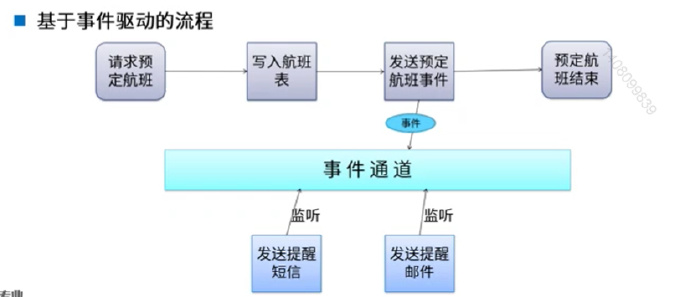 基于事件驱动的流程
请求预
定航班
写入航班
表
发送预定
航班事件
预定航
班结束
事件
事件通道
监听
监听
发送提醒
短信
发送提醒
邮件